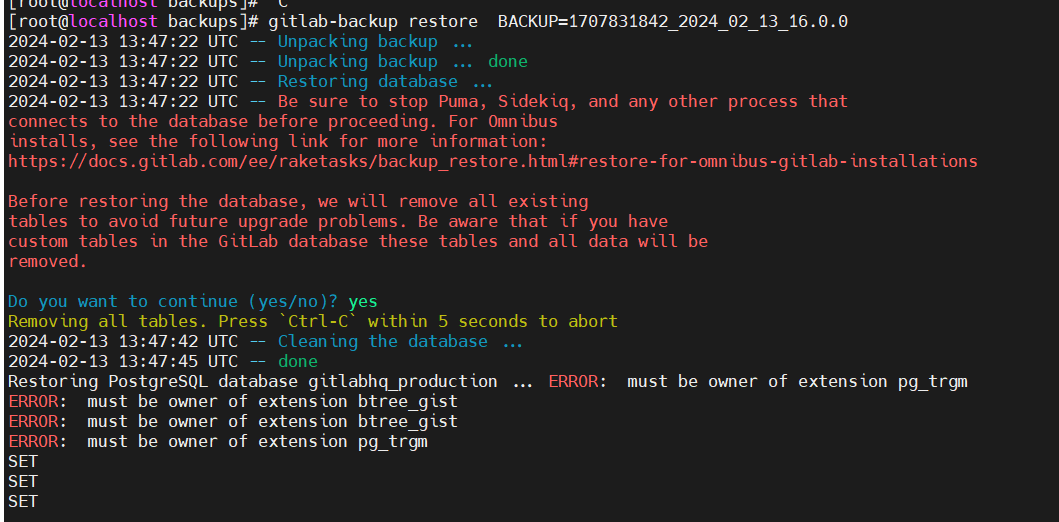 [root@localhost backups]# ^C
[root@localhost backups]# gitlab-backup restore  BACKUP=1707831842_2024_02_13_16.0.0
2024-02-13 13:47:22 UTC -- Unpacking backup ...
2024-02-13 13:47:22 UTC -- Unpacking backup ... done
2024-02-13 13:47:22 UTC -- Restoring database ...
2024-02-13 13:47:22 UTC -- Be sure to stop Puma, Sidekiq, and any other process that
connects to the database before proceeding. For Omnibus
installs, see the following link for more information:
https://docs.gitlab.com/ee/raketasks/backup_restore.html#restore-for-omnibus-gitlab-installations
Before restoring the database, we will remove all existing
tables to avoid future upgrade problems. Be aware that if you have
custom tables in the GitLab database these tables and all data will be
removed.
Do you want to continue (yes/no)? yes
Removing all tables. Press `Ctrl-C` within 5 seconds to abort
2024-02-13 13:47:42 UTC -- Cleaning the database ...
2024-02-13 13:47:45 UTC -- done
Restoring PostgreSQL database gitlabhq_production ... ERROR:  must be owner of extension pg_trgm
ERROR:  must be owner of extension btree_gist
ERROR:  must be owner of extension btree_gist
ERROR:  must be owner of extension pg_trgm
SET
SET
SET